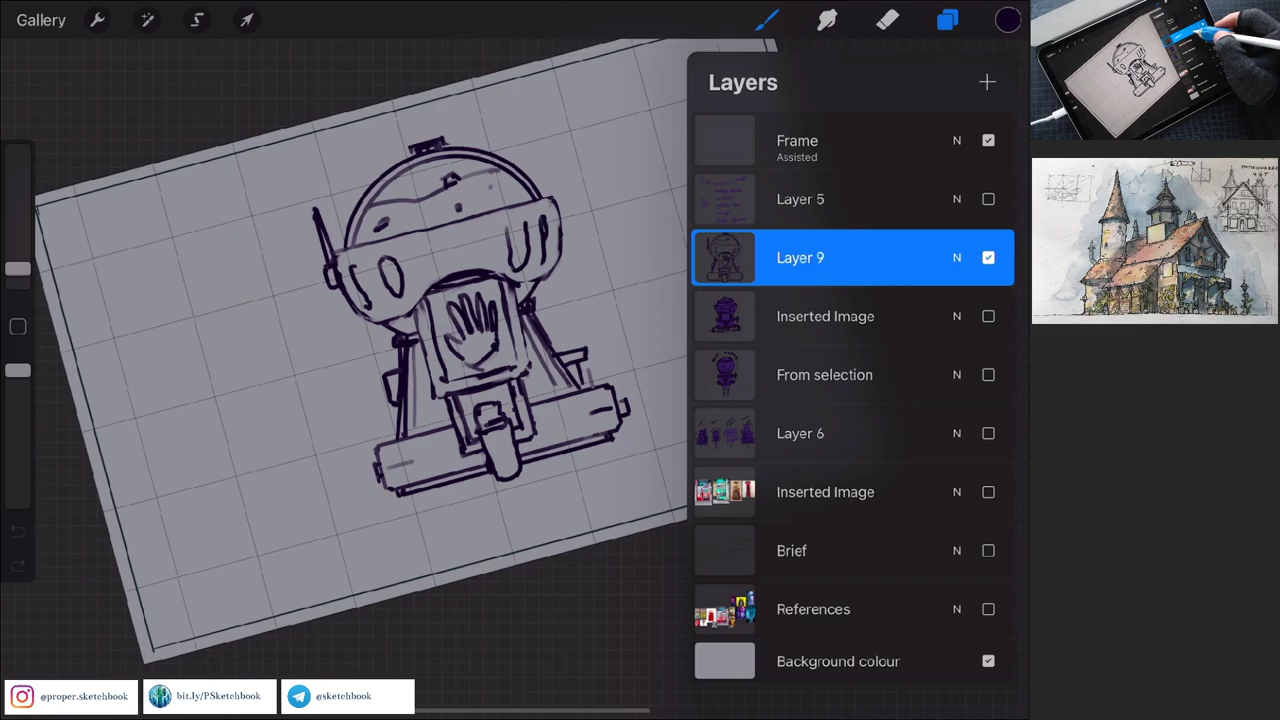 Gallery
Layers
Frame
N
Assisted
Layer 5
N
Layer 9
N
Inserted Image
N
From selection
N
Layer 6
N
Inserted Image
N
Brief
N
References
N
Background colour
@proper.sketchbook
bit.ly/PSketchbook
@sketchbook